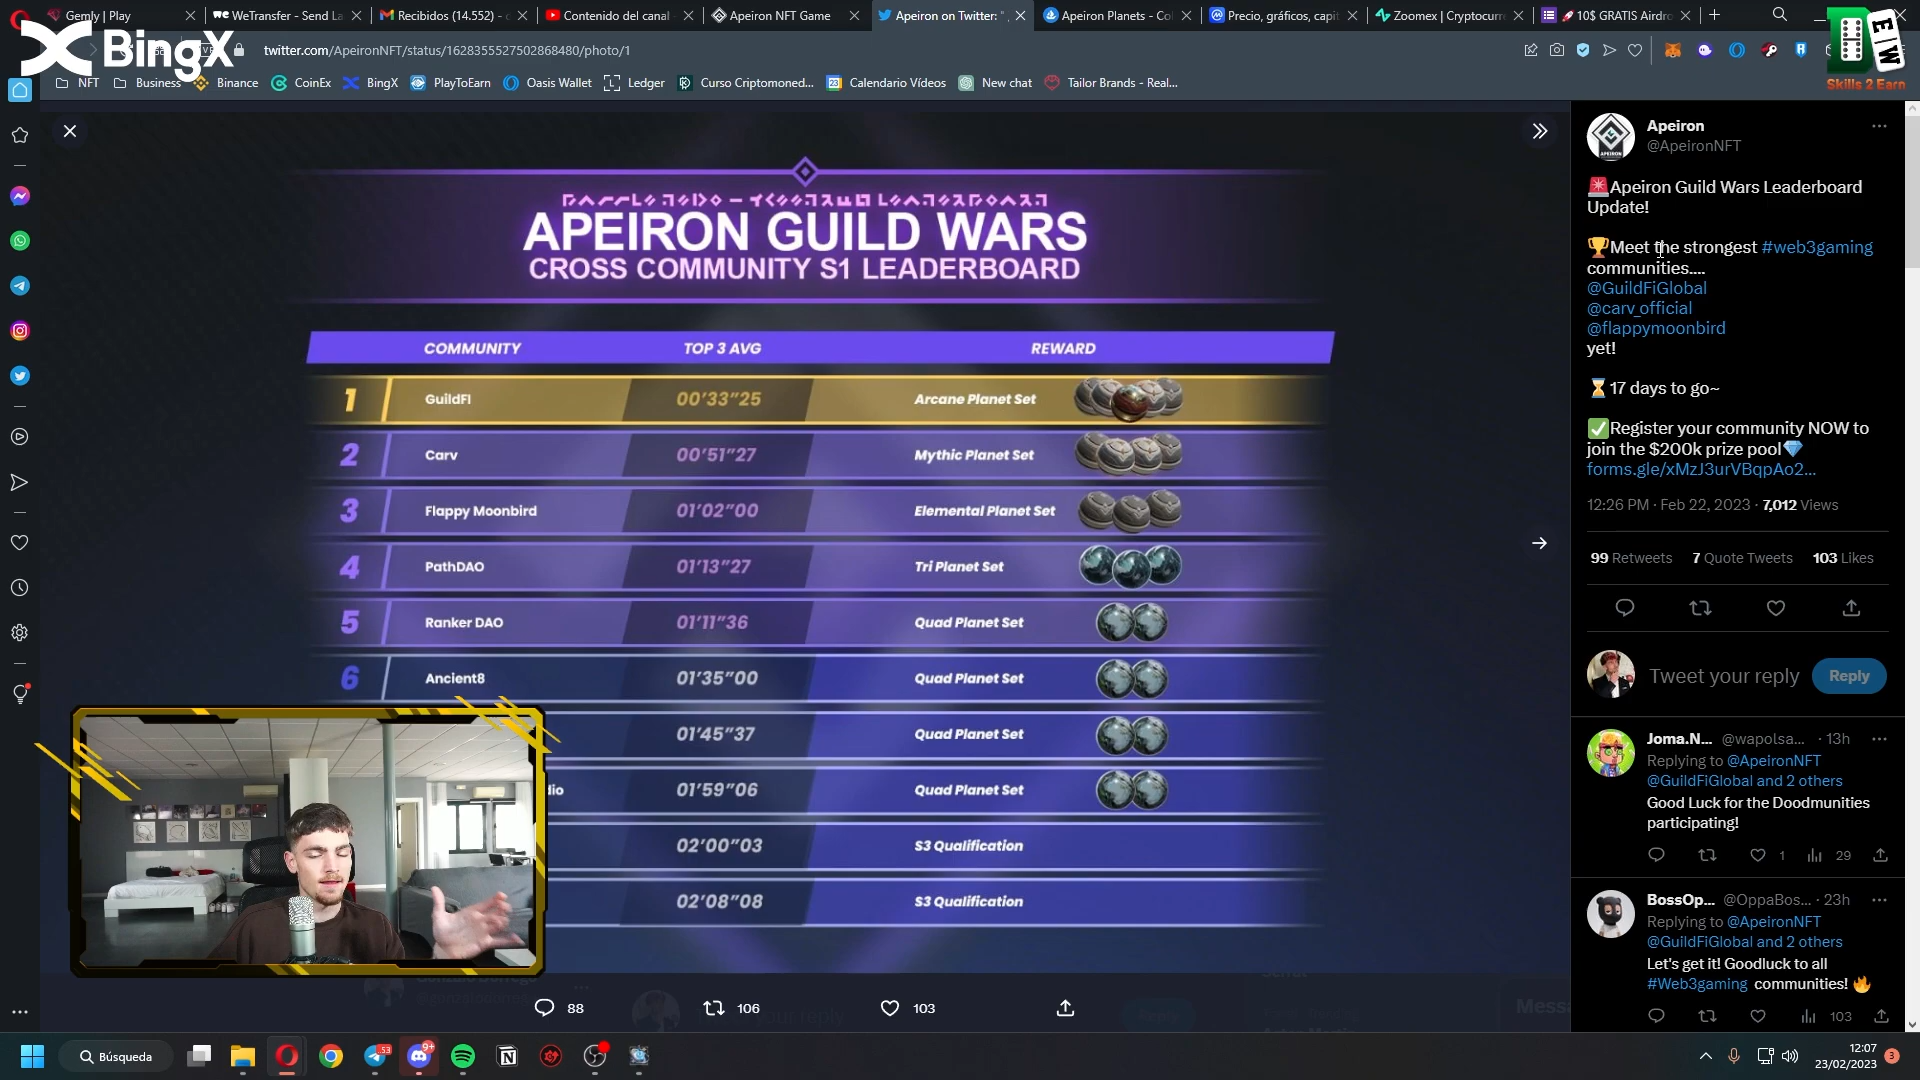 Gemly | Play
WeTransfer - Send La
Recibidos (14.552) -
Contenido del canal
Apeiron NFT Game
Apeiron on Twitter: "
Apeiron Planets - Co
Precio, gráficos, capit
Zoomex | Cryptocurr
10$ GRATIS Airdr
BingX
twitter.com/ApeironNFT/status/1628355527502868480/photo/1
EIW
Skills 2 Earn
NFT
Business
Binance
CoinEx
BingX
PlayToEarn
Oasis Wallet
Ledger
Curso Criptomoned...
Calendario Vídeos
New chat
Tailor Brands - Real...
APEIRON GUILD WARS
CROSS COMMUNITY S1 LEADERBOARD
COMMUNITY TOP 3 AVG REWARD
1 GuildFI 00'33"25 Arcane Planet Set
2 Carv 00'51"27 Mythic Planet Set
3 Flappy Moonbird 01'02"00 Elemental Planet Set
4 PathDAO 01'13"27 Tri Planet Set
5 Ranker DAO 01'11"36 Quad Planet Set
6 Ancient8 01'35"00 Quad Planet Set
01'45"37 Quad Planet Set
dio 01'59"06 Quad Planet Set
02'00"03 S3 Qualification
02'08"08 S3 Qualification
88
106
103
Apeiron
@ApeironNFT
🚨Apeiron Guild Wars Leaderboard
Update!
🏆Meet the strongest #web3gaming
communities....
@GuildFiGlobal
@carv_official
@flappymoonbird
yet!
⌛17 days to go~
✅Register your community NOW to
join the $200k prize pool💎
forms.gle/xMzJ3urVBqpAo2...
12:26 PM · Feb 22, 2023 · 7,012 Views
99 Retweets 7 Quote Tweets 103 Likes
Tweet your reply
Reply
Joma.N... @wapolsa... · 13h
Replying to @ApeironNFT
@GuildFiGlobal and 2 others
Good Luck for the Doodmunities
participating!
1
29
BossOp... @OppaBos... · 23h
Replying to @ApeironNFT
@GuildFiGlobal and 2 others
Let's get it! Goodluck to all
#Web3gaming communities! 🔥
103
Búsqueda
53
9+
12:07
23/02/2023
3